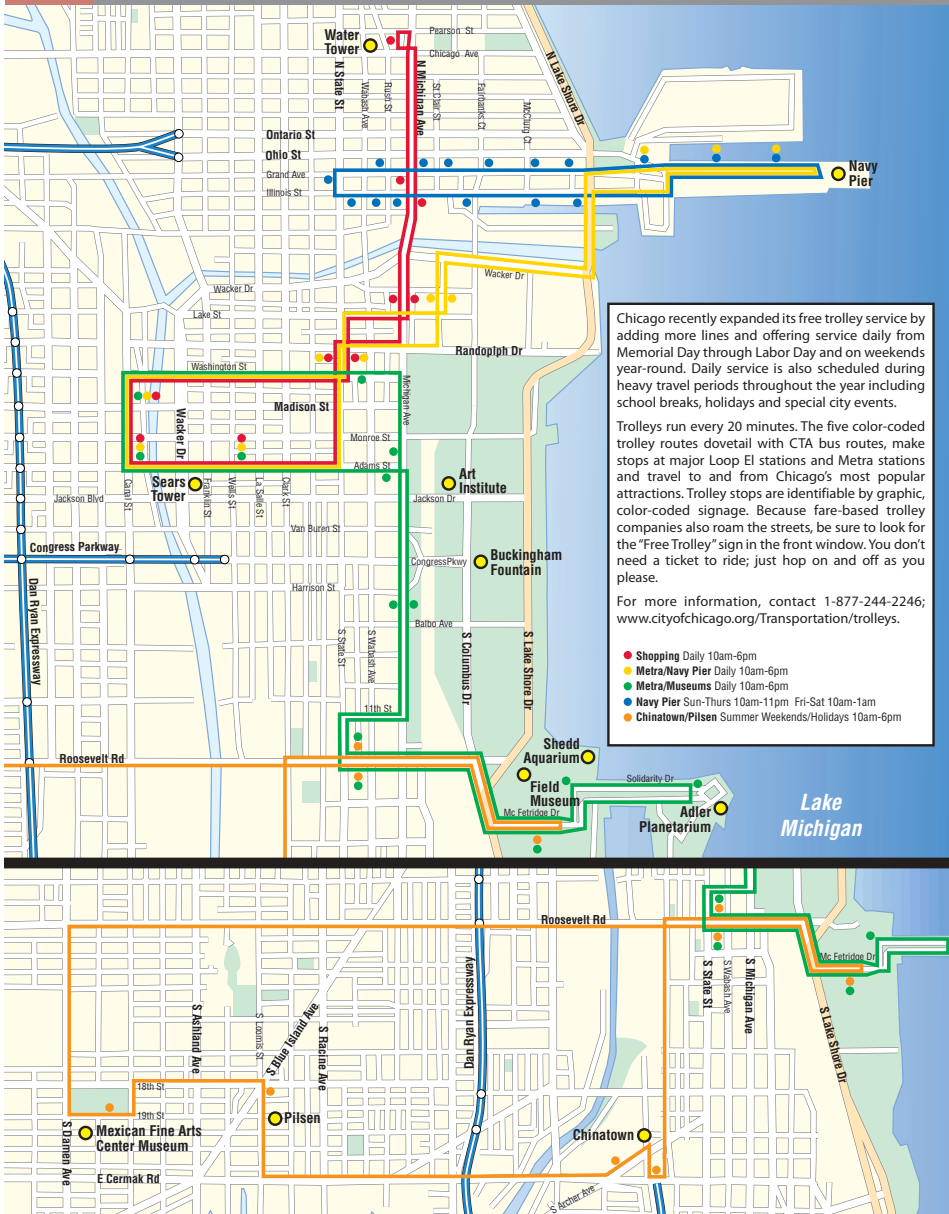 Water
Tower
Pearson St
Chicago Ave
N State St
Wabash Ave
Rush St
N Michigan Ave
St Clair St
Fairbanks Ct
McClurg Ct
N Lake Shore Dr
Ontario St
Ohio St
Grand Ave
Illinois St
Navy
Pier
Wacker Dr
Wacker Dr
Lake St
Randolph Dr
Washington St
Michigan Ave
Madison St
Wacker Dr
Monroe St
Adams St
Sears
Tower
Art
Institute
Canal St
Franklin St
Wells St
La Salle St
Clark St
Jackson Blvd
Jackson Dr
Van Buren St
Congress Parkway
CongressPkwy
Buckingham
Fountain
Dan Ryan Expressway
Harrison St
Balbo Ave
S State St
S Wabash Ave
S Columbus Dr
S Lake Shore Dr
11th St
Roosevelt Rd
Shedd
Aquarium
Field
Museum
Solidarity Dr
Mc Fetridge Dr
Adler
Planetarium
Lake
Michigan
Chicago recently expanded its free trolley service by
adding more lines and offering service daily from
Memorial Day through Labor Day and on weekends
year-round. Daily service is also scheduled during
heavy travel periods throughout the year including
school breaks, holidays and special city events.
Trolleys run every 20 minutes. The five color-coded
trolley routes dovetail with CTA bus routes, make
stops at major Loop El stations and Metra stations
and travel to and from Chicago's most popular
attractions. Trolley stops are identifiable by graphic,
color-coded signage. Because fare-based trolley
companies also roam the streets, be sure to look for
the "Free Trolley" sign in the front window. You don't
need a ticket to ride; just hop on and off as you
please.
For more information, contact 1-877-244-2246;
www.cityofchicago.org/Transportation/trolleys.
Shopping Daily 10am-6pm
Metra/Navy Pier Daily 10am-6pm
Metra/Museums Daily 10am-6pm
Navy Pier Sun-Thurs 10am-11pm Fri-Sat 10am-1am
Chinatown/Pilsen Summer Weekends/Holidays 10am-6pm
Roosevelt Rd
Mc Fetridge Dr
S State St
S Wabash Ave
S Michigan Ave
S Lake Shore Dr
Dan Ryan Expressway
S Ashland Ave
S Loomis St
S Blue Island Ave
S Racine Ave
18th St
19th St
Pilsen
S Damen Ave
Mexican Fine Arts
Center Museum
Chinatown
E Cermak Rd
S Archer Ave